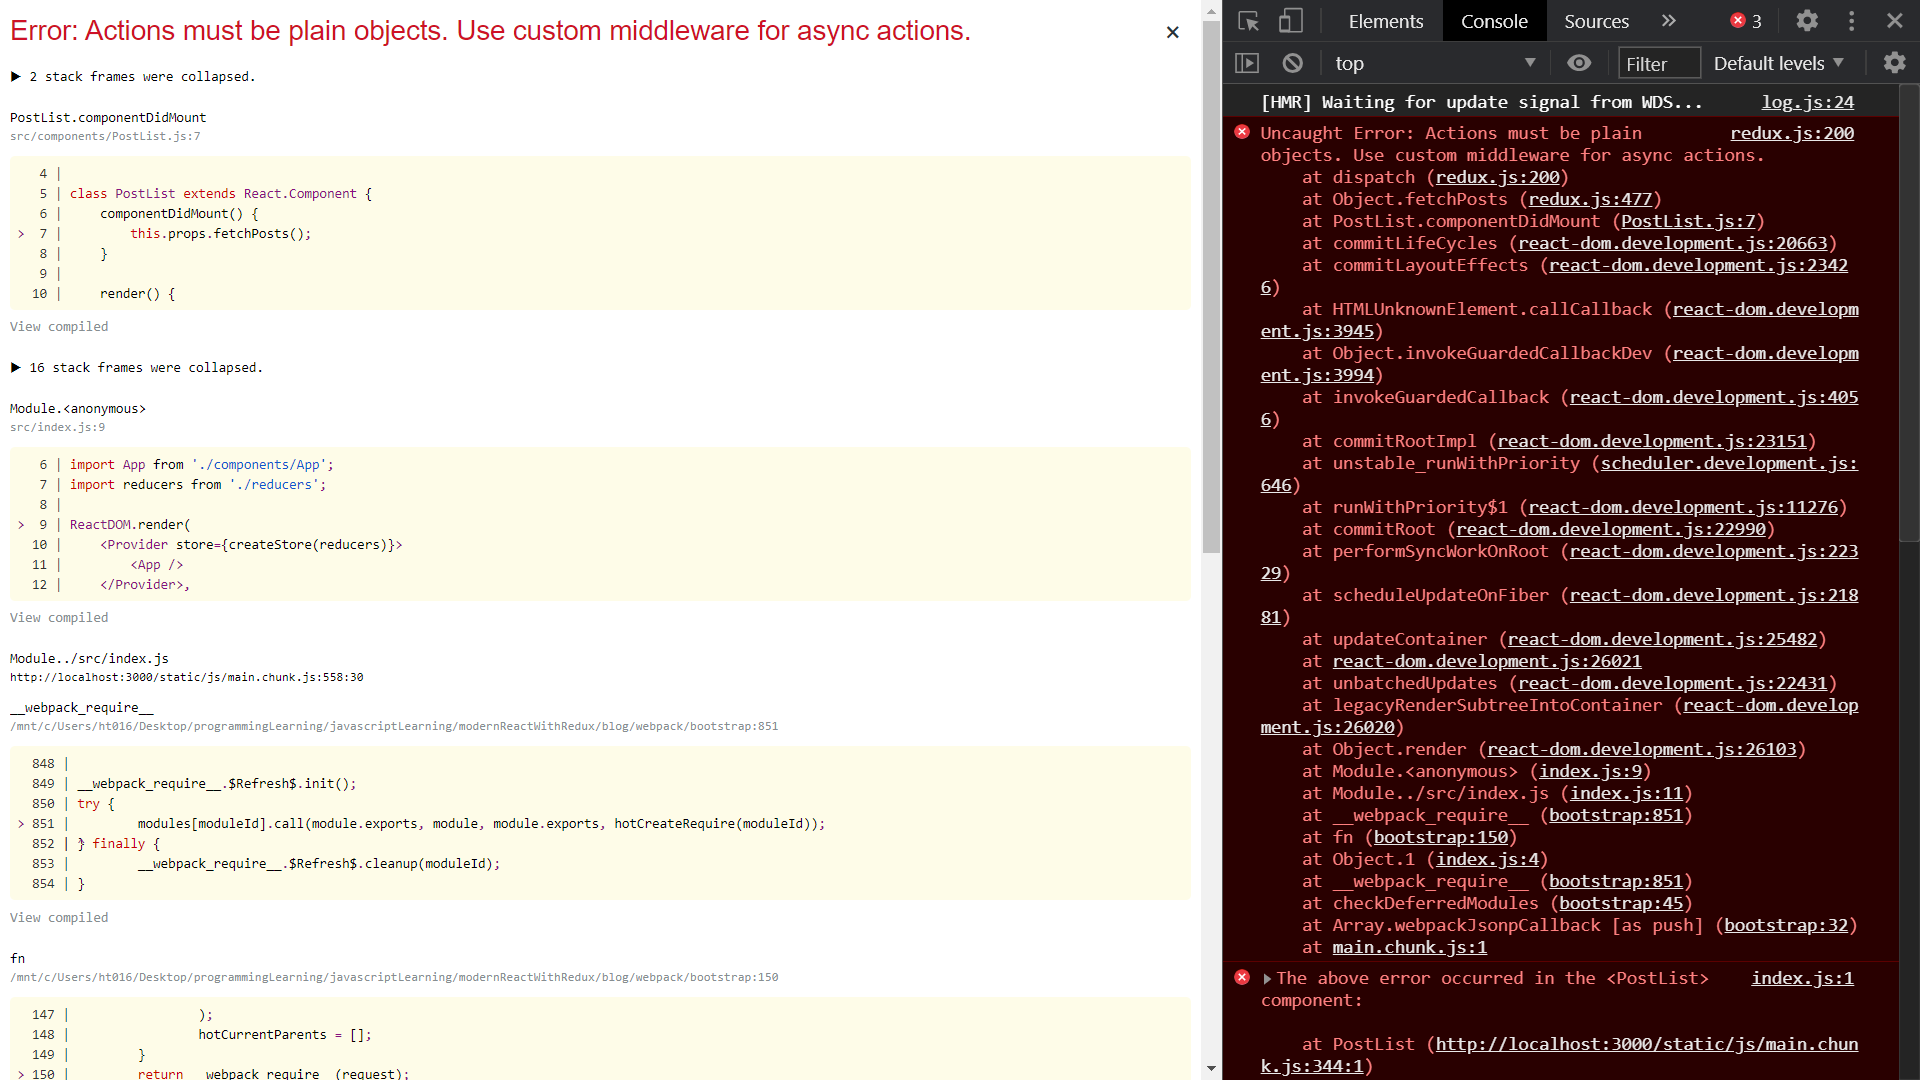 Error: Actions must be plain objects. Use custom middleware for async actions.
×
▶ 2 stack frames were collapsed.
PostList.componentDidMount
src/components/PostList.js:7
4 |
5 | class PostList extends React.Component {
6 |     componentDidMount() {
> 7 |         this.props.fetchPosts();
8 |     }
9 |
10 |     render() {
View compiled
▶ 16 stack frames were collapsed.
Module.<anonymous>
src/index.js:9
6 | import App from './components/App';
7 | import reducers from './reducers';
8 |
> 9 | ReactDOM.render(
10 |     <Provider store={createStore(reducers)}>
11 |         <App />
12 |     </Provider>,
View compiled
Module../src/index.js
http://localhost:3000/static/js/main.chunk.js:558:30
__webpack_require__
/mnt/c/Users/ht016/Desktop/programmingLearning/javascriptLearning/modernReactWithRedux/blog/webpack/bootstrap:851
848 |
849 | __webpack_require__.$Refresh$.init();
850 | try {
> 851 |         modules[moduleId].call(module.exports, module, module.exports, hotCreateRequire(moduleId));
852 | } finally {
853 |         __webpack_require__.$Refresh$.cleanup(moduleId);
854 | }
View compiled
fn
/mnt/c/Users/ht016/Desktop/programmingLearning/javascriptLearning/modernReactWithRedux/blog/webpack/bootstrap:150
147 |                 );
148 |                 hotCurrentParents = [];
149 |         }
> 150 |         return __webpack_require__(request);
Elements Console Sources » 3
top ▼ Filter Default levels ▼
[HMR] Waiting for update signal from WDS... log.js:24
Uncaught Error: Actions must be plain redux.js:200
objects. Use custom middleware for async actions.
at dispatch (redux.js:200)
at Object.fetchPosts (redux.js:477)
at PostList.componentDidMount (PostList.js:7)
at commitLifeCycles (react-dom.development.js:20663)
at commitLayoutEffects (react-dom.development.js:2342
6)
at HTMLUnknownElement.callCallback (react-dom.developm
ent.js:3945)
at Object.invokeGuardedCallbackDev (react-dom.developm
ent.js:3994)
at invokeGuardedCallback (react-dom.development.js:405
6)
at commitRootImpl (react-dom.development.js:23151)
at unstable_runWithPriority (scheduler.development.js:
646)
at runWithPriority$1 (react-dom.development.js:11276)
at commitRoot (react-dom.development.js:22990)
at performSyncWorkOnRoot (react-dom.development.js:223
29)
at scheduleUpdateOnFiber (react-dom.development.js:218
81)
at updateContainer (react-dom.development.js:25482)
at react-dom.development.js:26021
at unbatchedUpdates (react-dom.development.js:22431)
at legacyRenderSubtreeIntoContainer (react-dom.develop
ment.js:26020)
at Object.render (react-dom.development.js:26103)
at Module.<anonymous> (index.js:9)
at Module../src/index.js (index.js:11)
at __webpack_require__ (bootstrap:851)
at fn (bootstrap:150)
at Object.1 (index.js:4)
at __webpack_require__ (bootstrap:851)
at checkDeferredModules (bootstrap:45)
at Array.webpackJsonpCallback [as push] (bootstrap:32)
at main.chunk.js:1
▶The above error occurred in the <PostList> index.js:1
component:
at PostList (http://localhost:3000/static/js/main.chun
k.js:344:1)